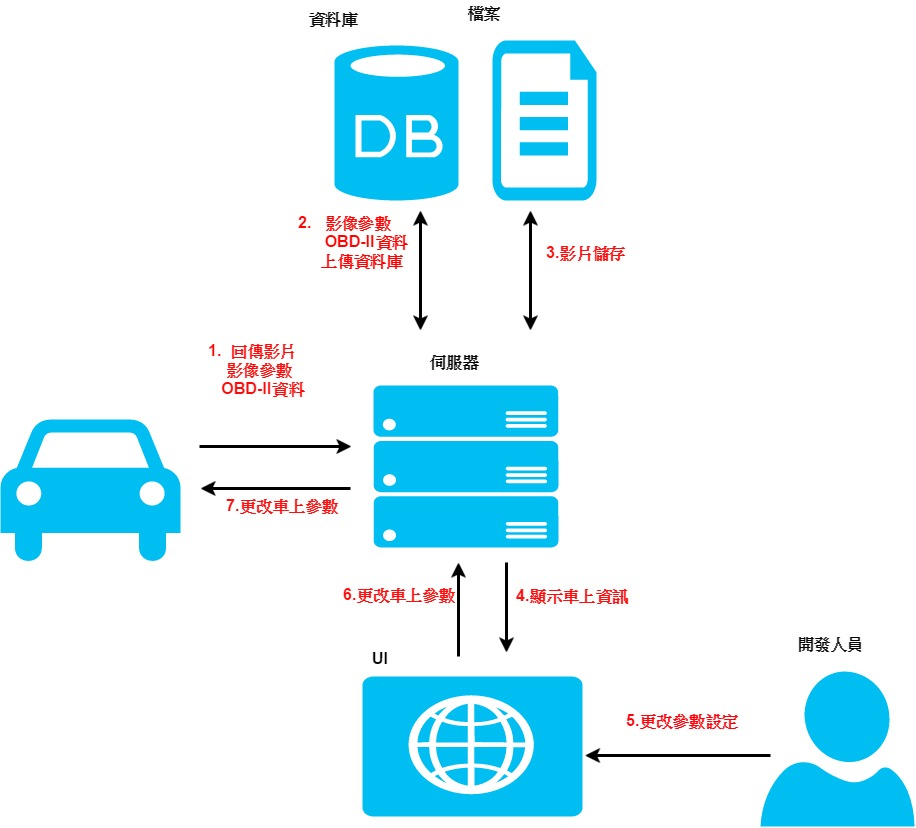 資料庫
檔案
DB
2. 影像參數
OBD-II資料
上傳資料庫
3.影片儲存
1. 回傳影片
影像參數
OBD-II資料
伺服器
7.更改車上參數
6.更改車上參數
4.顯示車上資訊
UI
開發人員
5.更改參數設定